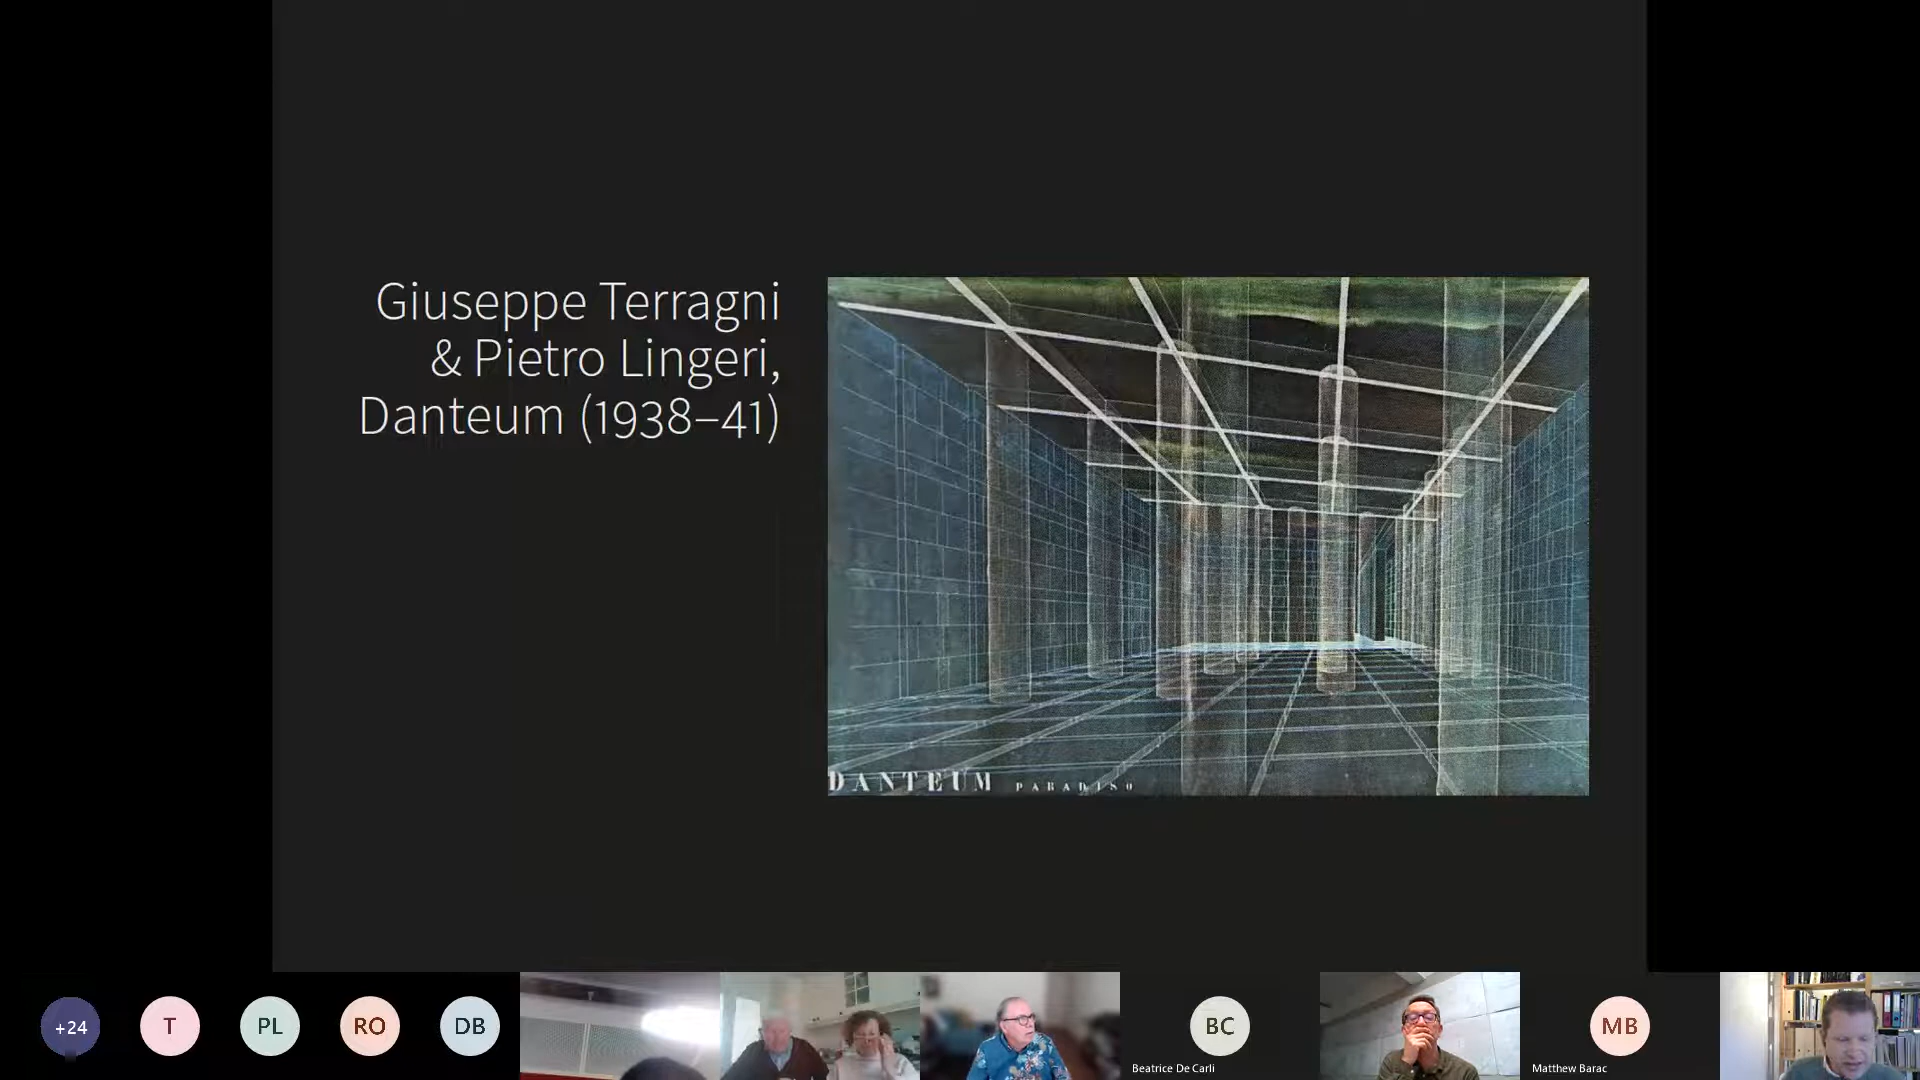 Giuseppe Terragni
& Pietro Lingeri,
Danteum (1938–41)
DANTEUM PARADISO
+24
T
PL
RO
DB
BC
Beatrice De Carli
MB
Matthew Barac